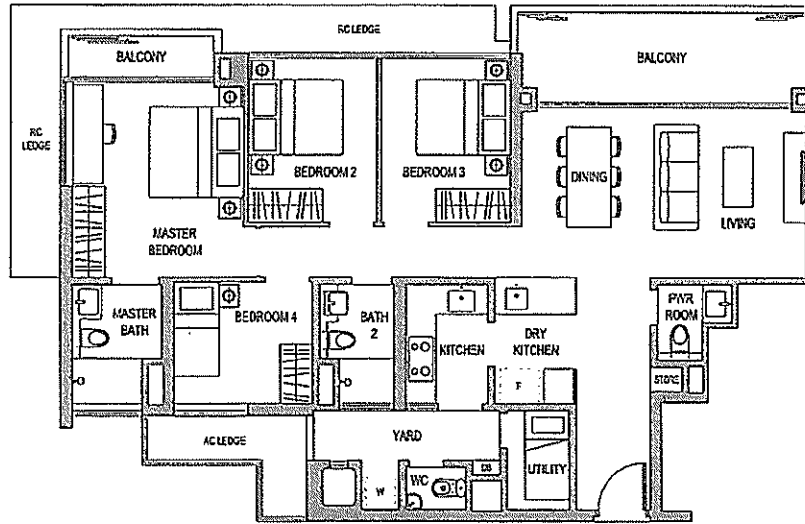 RC LEDGE
BALCONY
BALCONY
RC
LEDGE
BEDROOM 2
BEDROOM 3
DINING
LIVING
MASTER
BEDROOM
MASTER
BATH
BEDROOM 4
BATH
2
KITCHEN
DRY
KITCHEN
PWR
ROOM
F
STORE
AC LEDGE
YARD
UTILITY
W
WC
DB